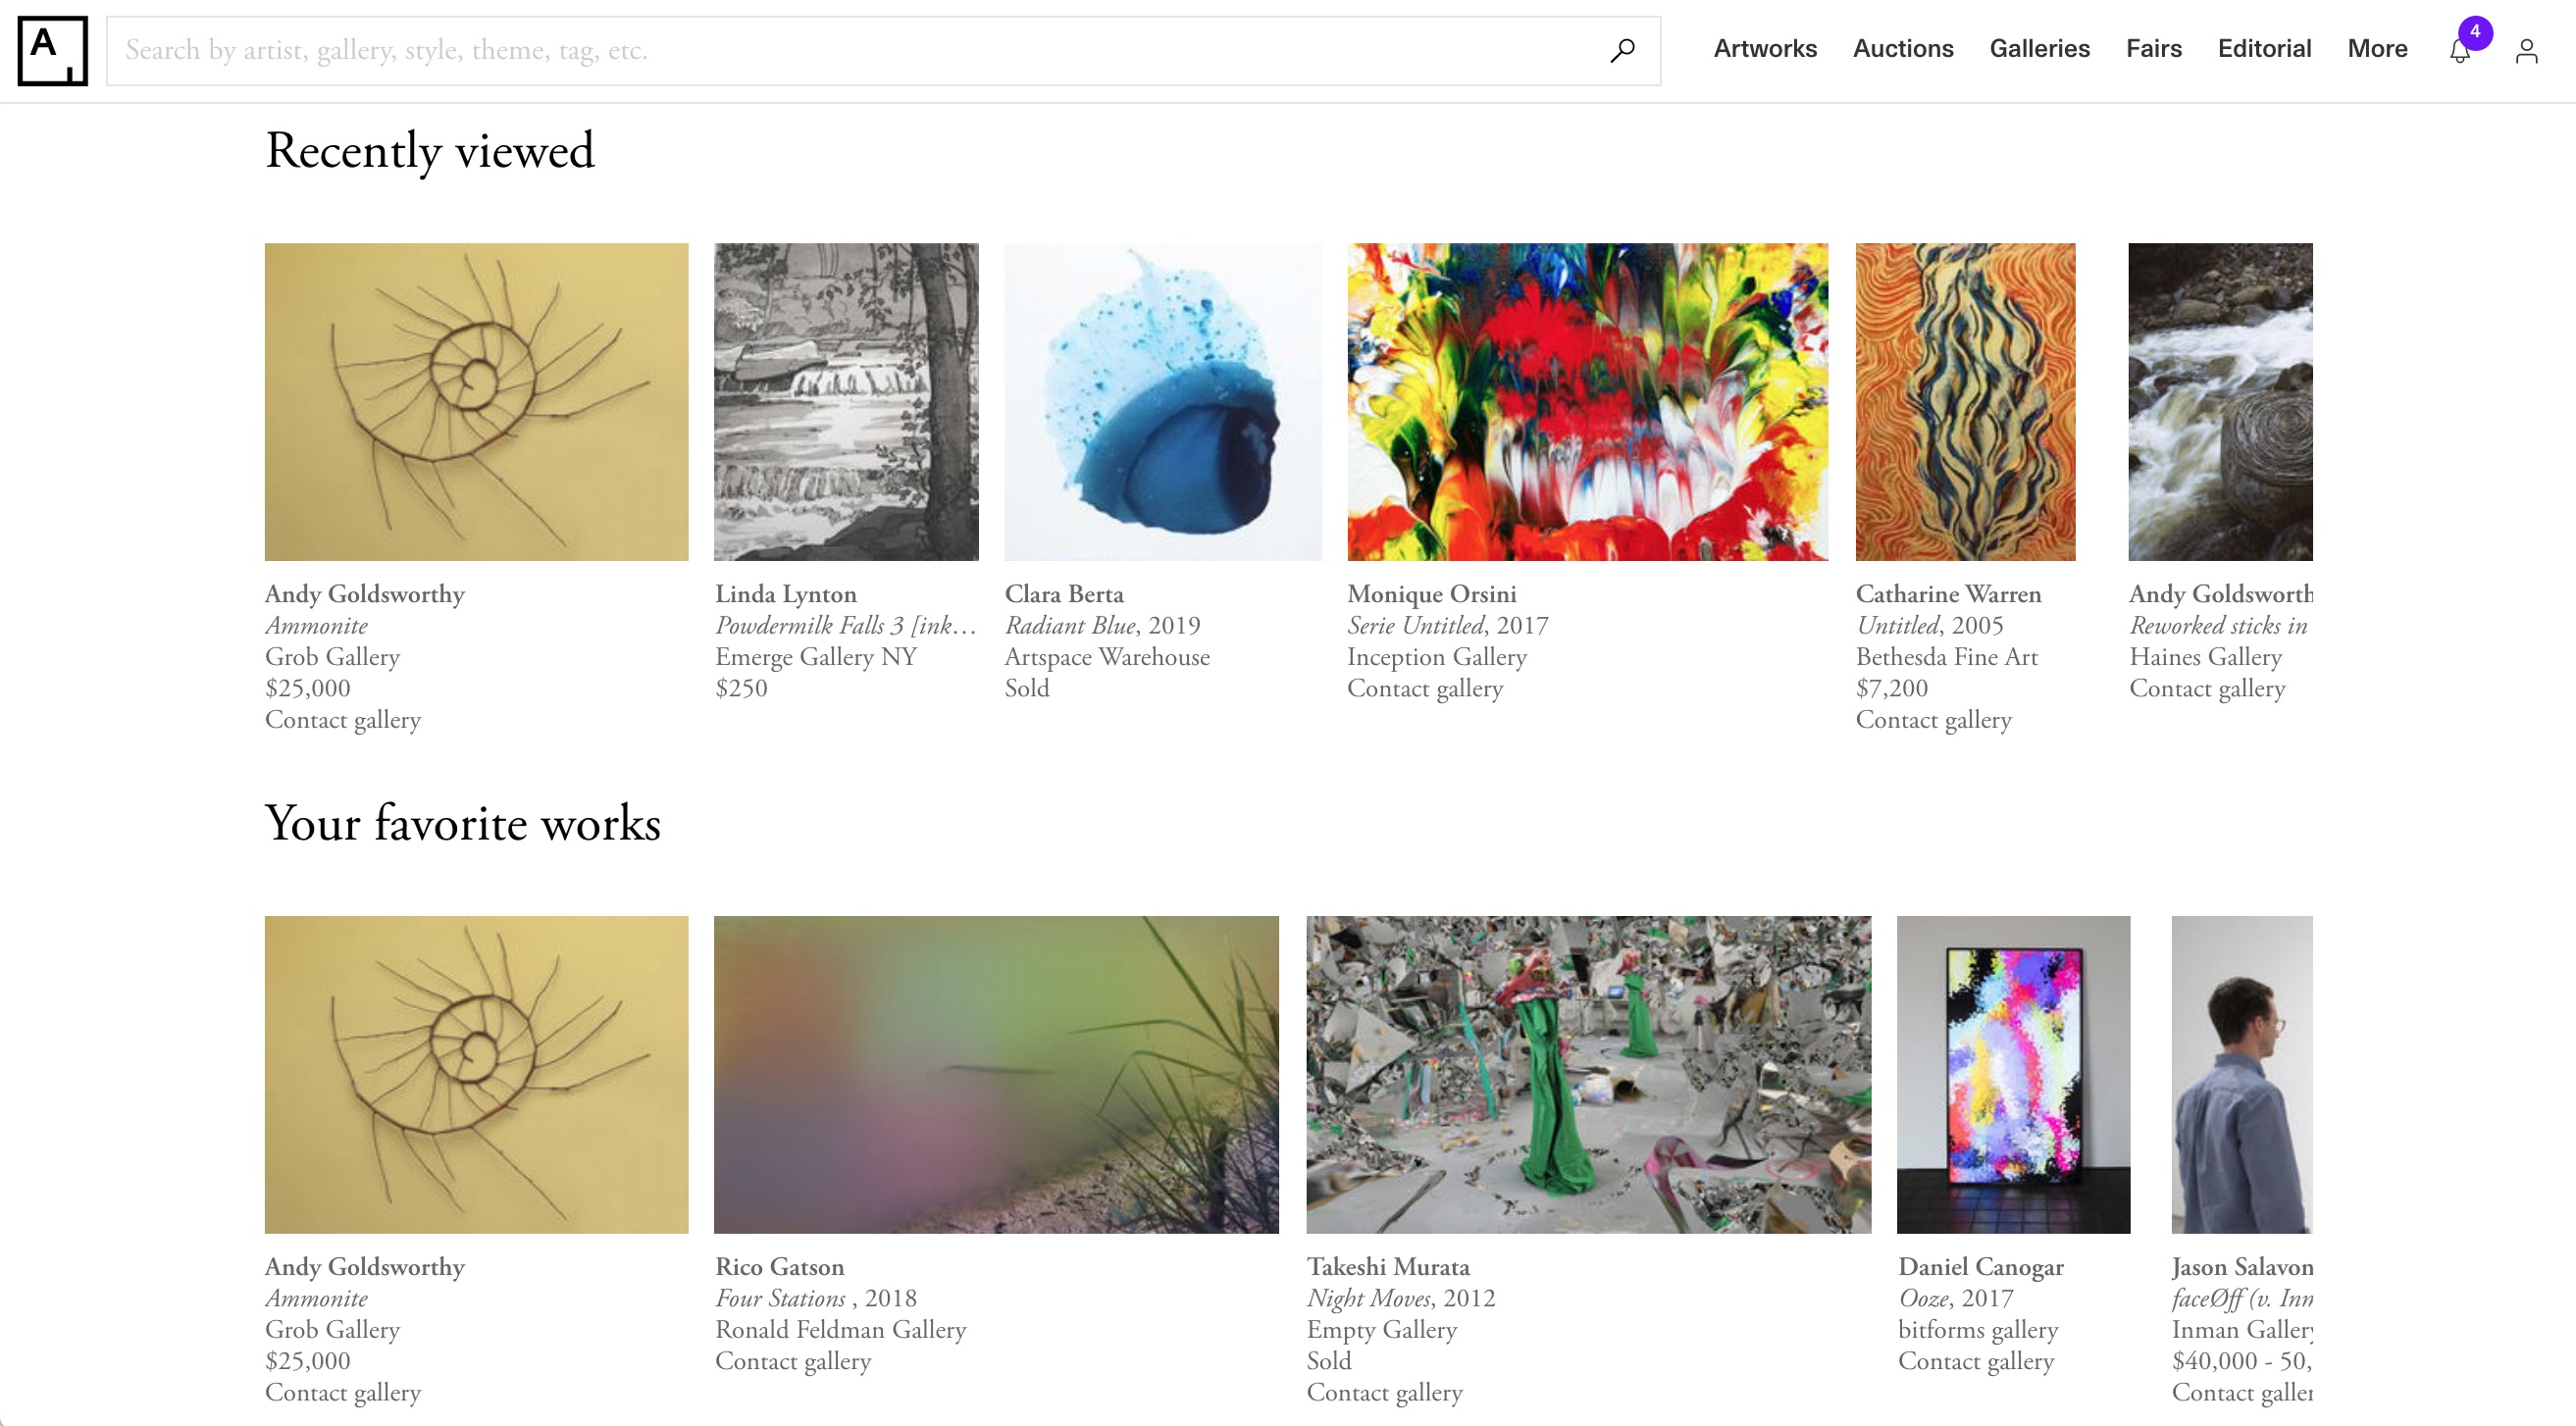 A
Search by artist, gallery, style, theme, tag, etc.
Artworks Auctions Galleries Fairs Editorial More 4
Recently viewed
Andy Goldsworthy
Ammonite
Grob Gallery
$25,000
Contact gallery
Linda Lynton
Powdermilk Falls 3 [ink…
Emerge Gallery NY
$250
Clara Berta
Radiant Blue, 2019
Artspace Warehouse
Sold
Monique Orsini
Serie Untitled, 2017
Inception Gallery
Contact gallery
Catharine Warren
Untitled, 2005
Bethesda Fine Art
$7,200
Contact gallery
Andy Goldsworth
Reworked sticks in
Haines Gallery
Contact gallery
Your favorite works
Andy Goldsworthy
Ammonite
Grob Gallery
$25,000
Contact gallery
Rico Gatson
Four Stations , 2018
Ronald Feldman Gallery
Contact gallery
Takeshi Murata
Night Moves, 2012
Empty Gallery
Sold
Contact gallery
Daniel Canogar
Ooze, 2017
bitforms gallery
Contact gallery
Jason Salavon
faceØff (v. Inn
Inman Gallery
$40,000 - 50,
Contact galler